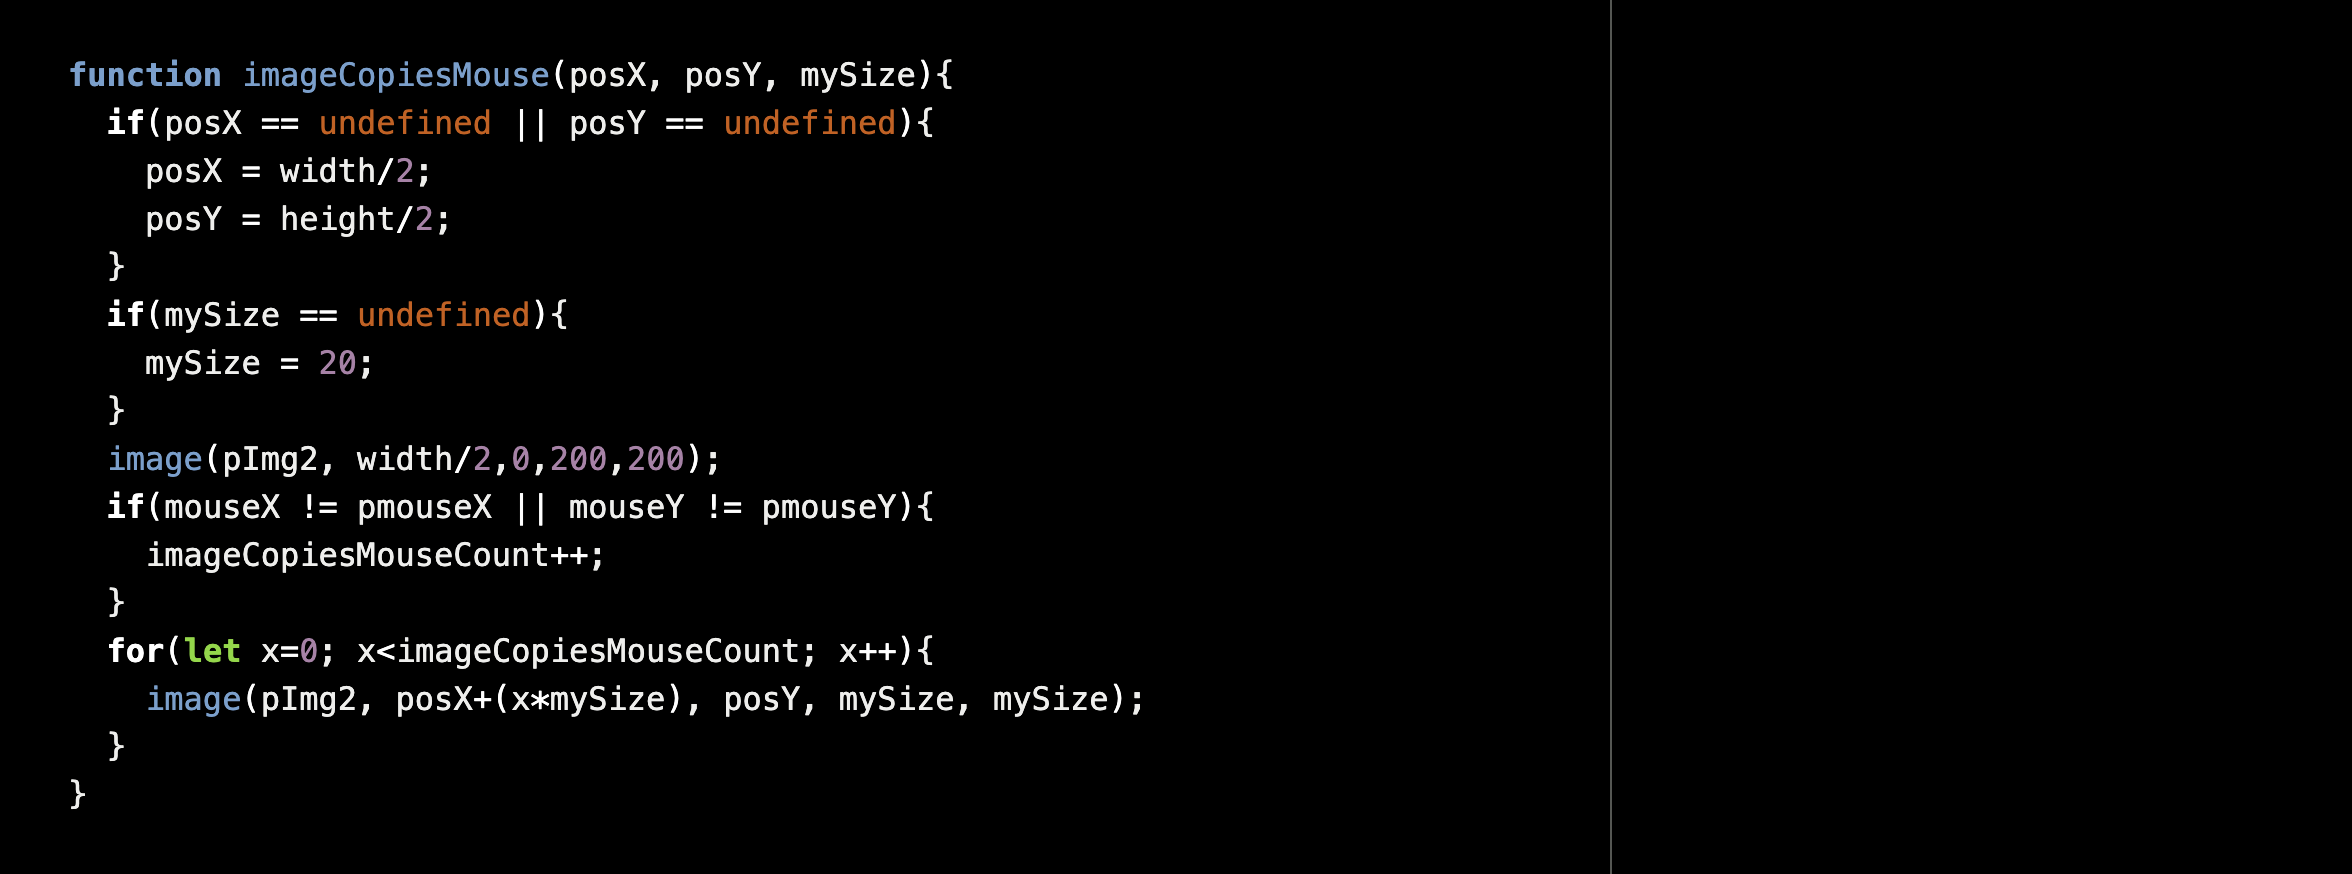 function imageCopiesMouse(posX, posY, mySize){
  if(posX == undefined || posY == undefined){
    posX = width/2;
    posY = height/2;
  }
  if(mySize == undefined){
    mySize = 20;
  }
  image(pImg2, width/2,0,200,200);
  if(mouseX != pmouseX || mouseY != pmouseY){
    imageCopiesMouseCount++;
  }
  for(let x=0; x<imageCopiesMouseCount; x++){
    image(pImg2, posX+(x*mySize), posY, mySize, mySize);
  }
}